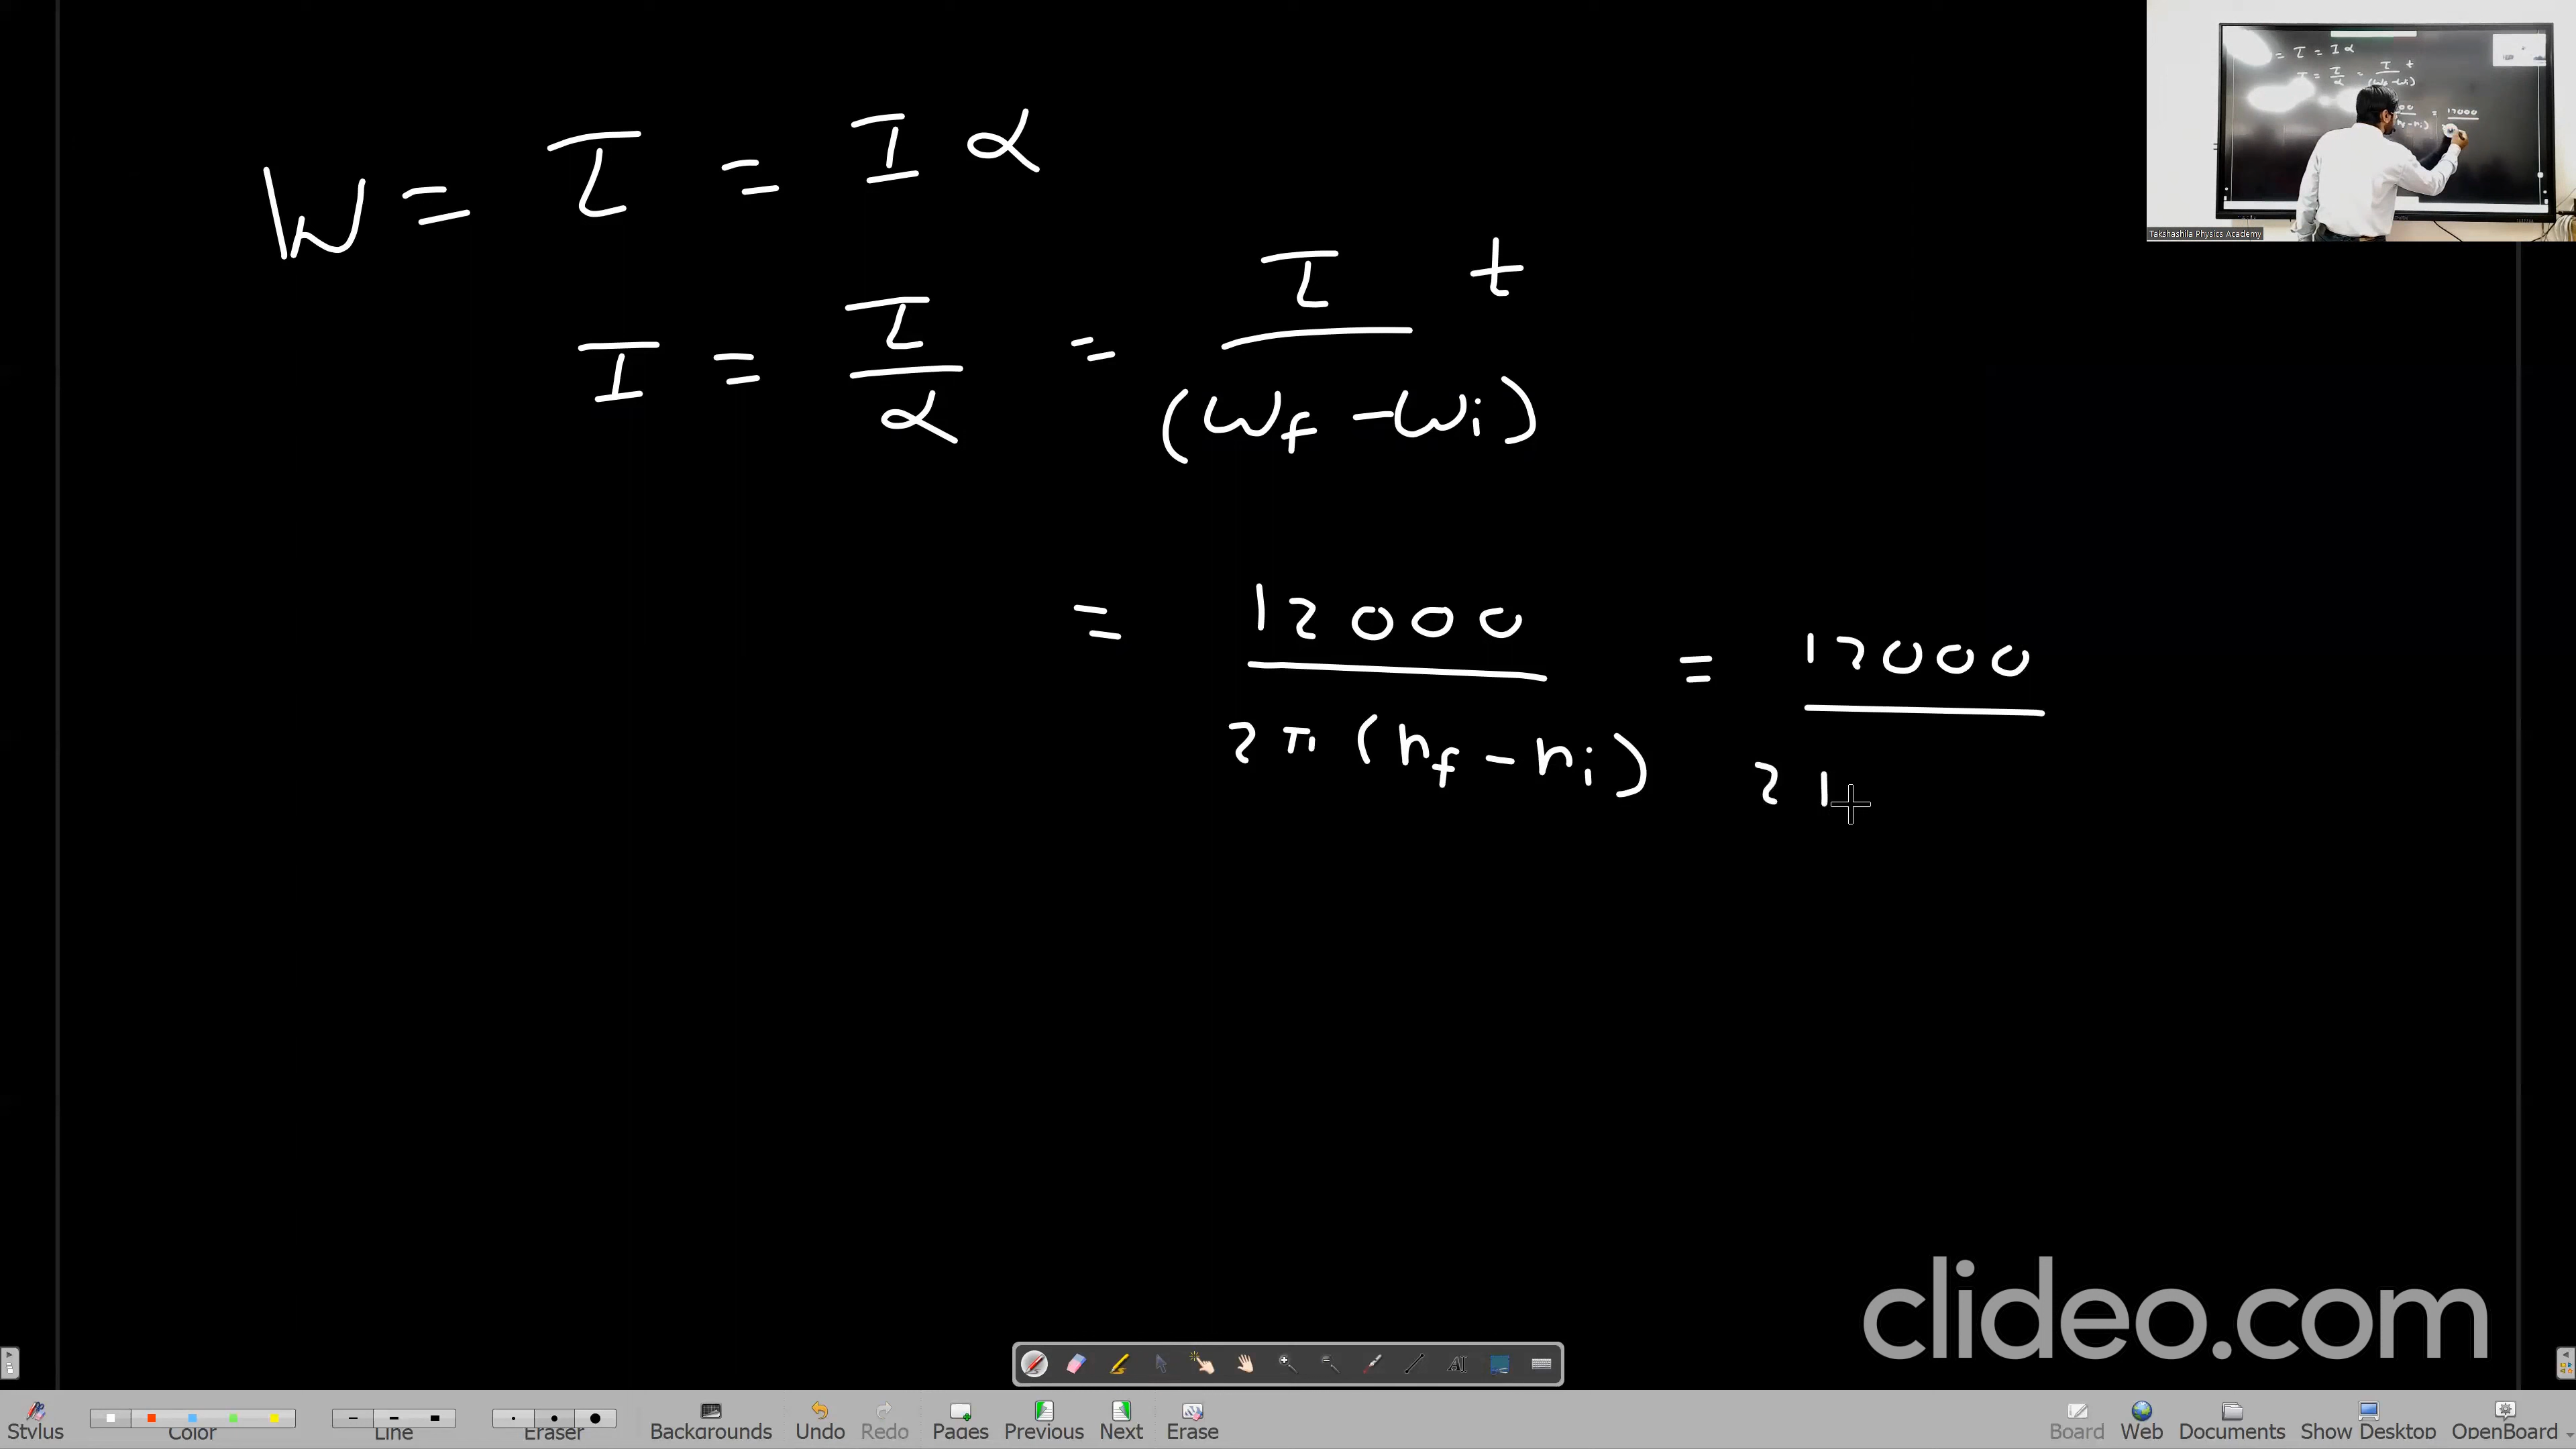 W = τ = I α
I = τ / α = τ t / (ωf - ωi)
= 12000 / 2π (nf - ni) = 12000 / 2 1
Takshashila Physics Academy
clideo.com
Stylus Color Line Eraser Backgrounds Undo Redo Pages Previous Next Erase Board Web Documents Show Desktop OpenBoard